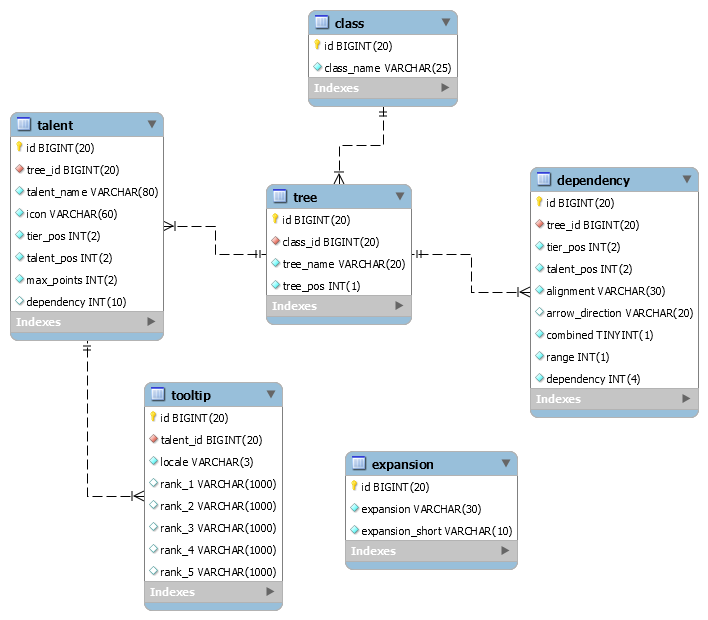 class
id BIGINT(20)
class_name VARCHAR(25)
Indexes
talent
id BIGINT(20)
tree_id BIGINT(20)
talent_name VARCHAR(80)
icon VARCHAR(60)
tier_pos INT(2)
talent_pos INT(2)
max_points INT(2)
dependency INT(10)
Indexes
tree
id BIGINT(20)
class_id BIGINT(20)
tree_name VARCHAR(20)
tree_pos INT(1)
Indexes
dependency
id BIGINT(20)
tree_id BIGINT(20)
tier_pos INT(2)
talent_pos INT(2)
alignment VARCHAR(30)
arrow_direction VARCHAR(20)
combined TINYINT(1)
range INT(1)
dependency INT(4)
Indexes
tooltip
id BIGINT(20)
talent_id BIGINT(20)
locale VARCHAR(3)
rank_1 VARCHAR(1000)
rank_2 VARCHAR(1000)
rank_3 VARCHAR(1000)
rank_4 VARCHAR(1000)
rank_5 VARCHAR(1000)
Indexes
expansion
id BIGINT(20)
expansion VARCHAR(30)
expansion_short VARCHAR(10)
Indexes